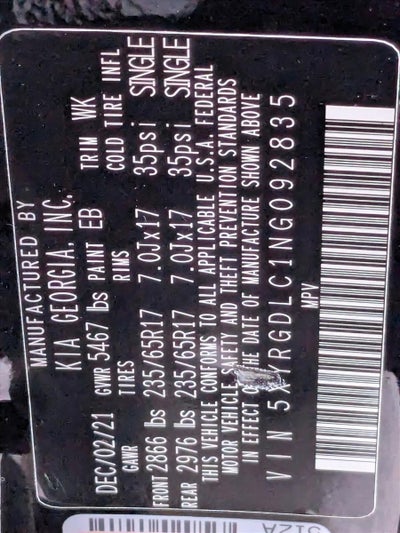 MANUFACTURED BY
KIA GEORGIA, INC.
DEC/02/21 GVWR 5467 lbs PAINT EB TRIM WK
GAWR TIRES RIMS COLD TIRE INFL
FRONT 2866 lbs 235/65R17 7.0Jx17 35psi SINGLE
REAR 2976 lbs 235/65R17 7.0Jx17 35psi SINGLE
THIS VEHICLE CONFORMS TO ALL APPLICABLE U.S.A. FEDERAL
MOTOR VEHICLE SAFETY AND THEFT PREVENTION STANDARDS
IN EFFECT ON THE DATE OF MANUFACTURE SHOWN ABOVE
VIN 5XYRGDLC1NG092835
MPV